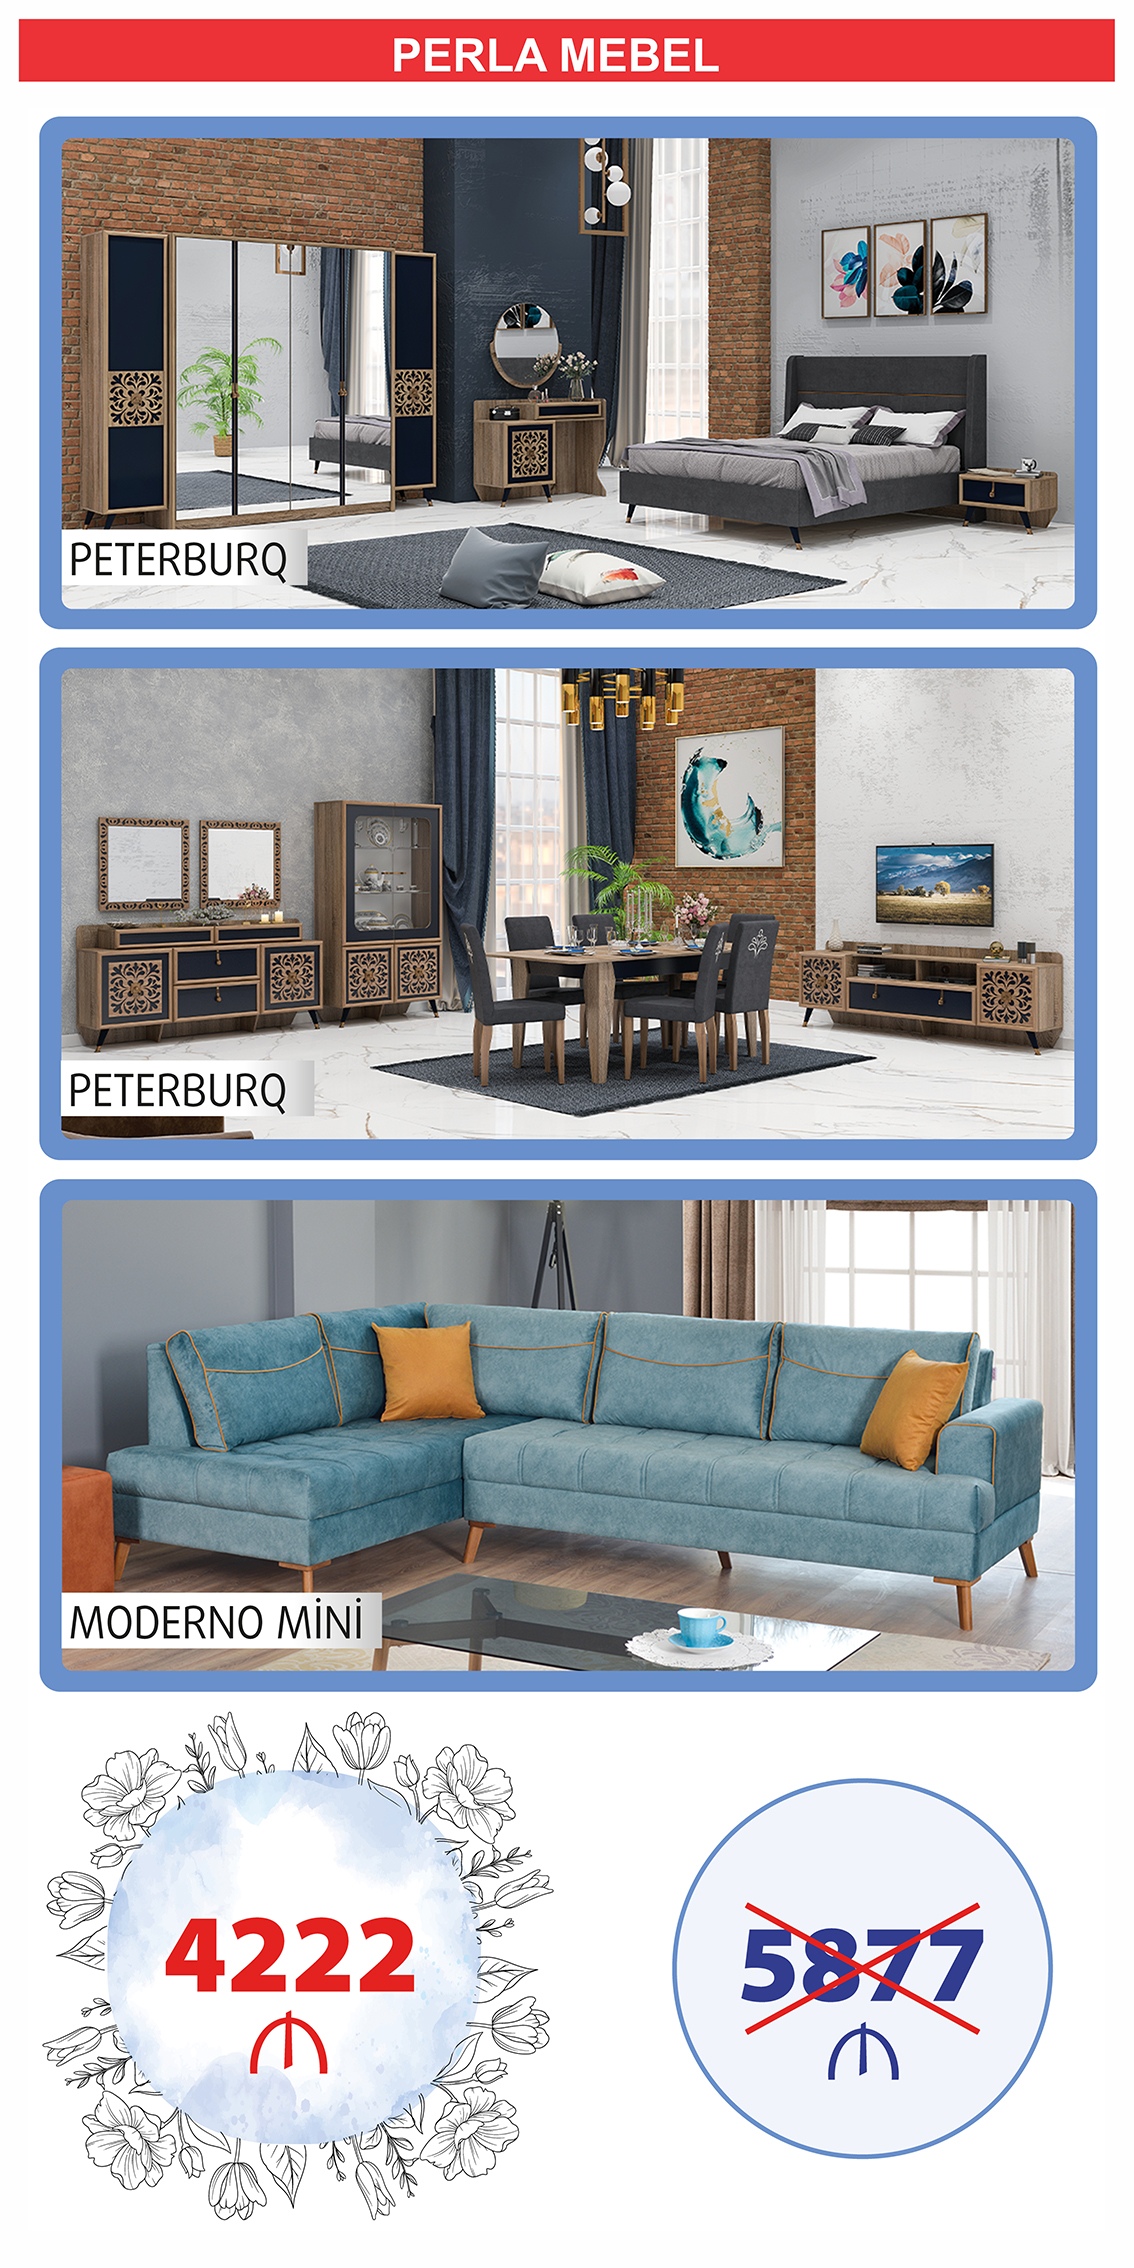 PERLA MEBEL
PETERBURQ
PETERBURQ
MODERNO MİNİ
4222
₼
5877
₼